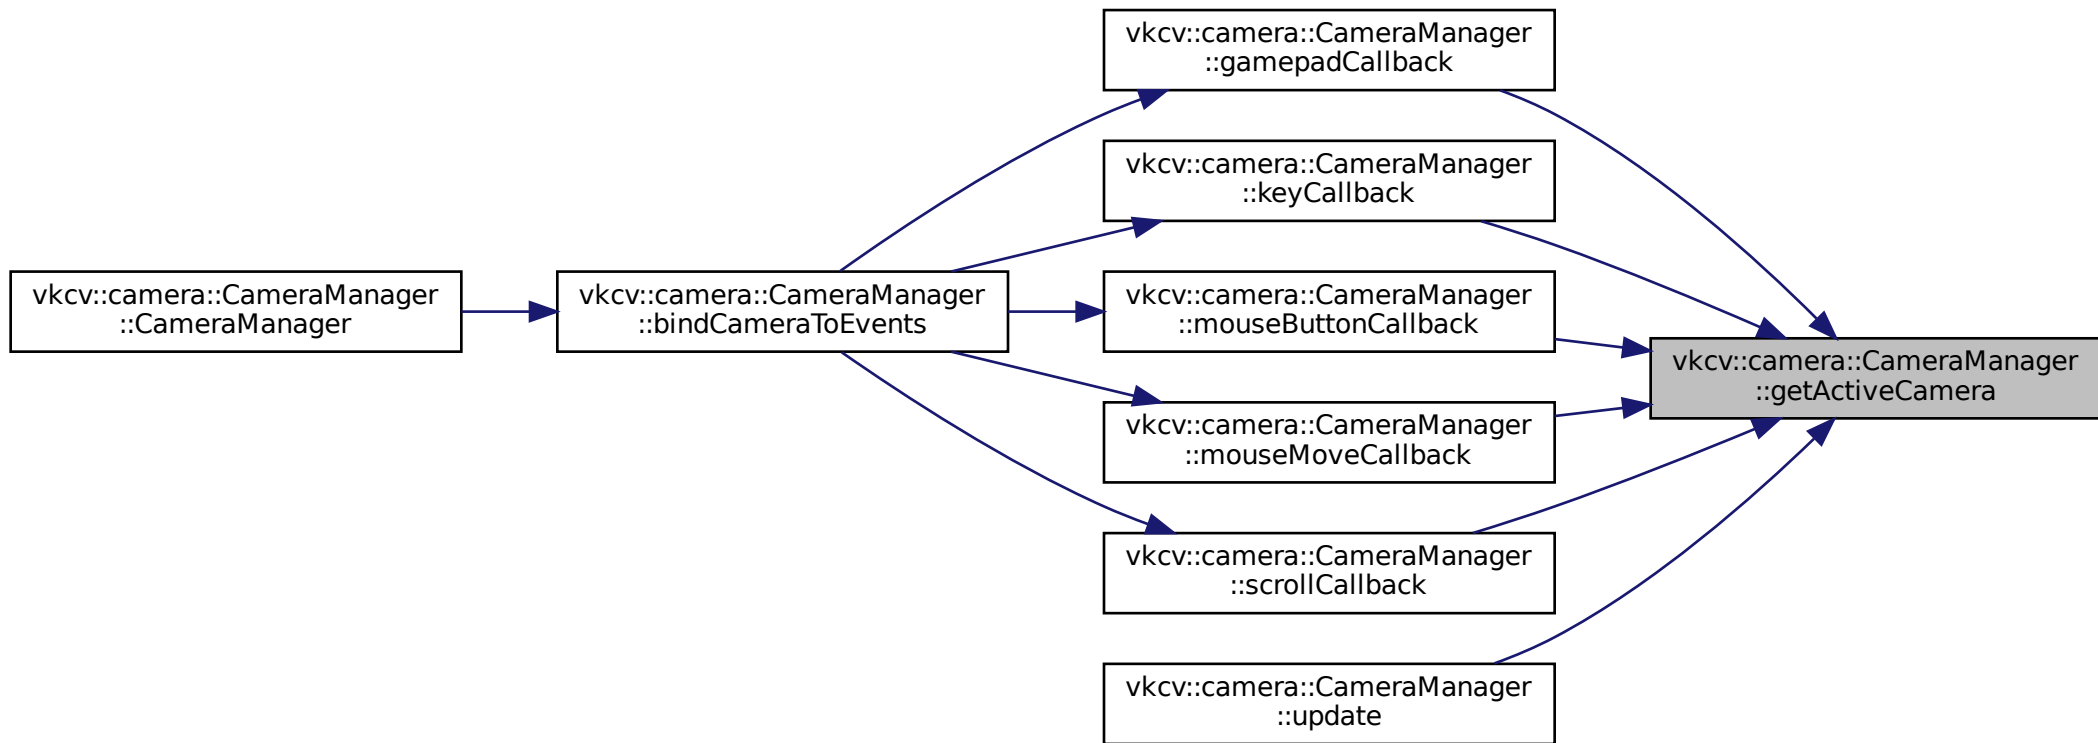 vkcv::camera::CameraManager
::gamepadCallback
vkcv::camera::CameraManager
::keyCallback
vkcv::camera::CameraManager
::CameraManager
vkcv::camera::CameraManager
::bindCameraToEvents
vkcv::camera::CameraManager
::mouseButtonCallback
vkcv::camera::CameraManager
::getActiveCamera
vkcv::camera::CameraManager
::mouseMoveCallback
vkcv::camera::CameraManager
::scrollCallback
vkcv::camera::CameraManager
::update